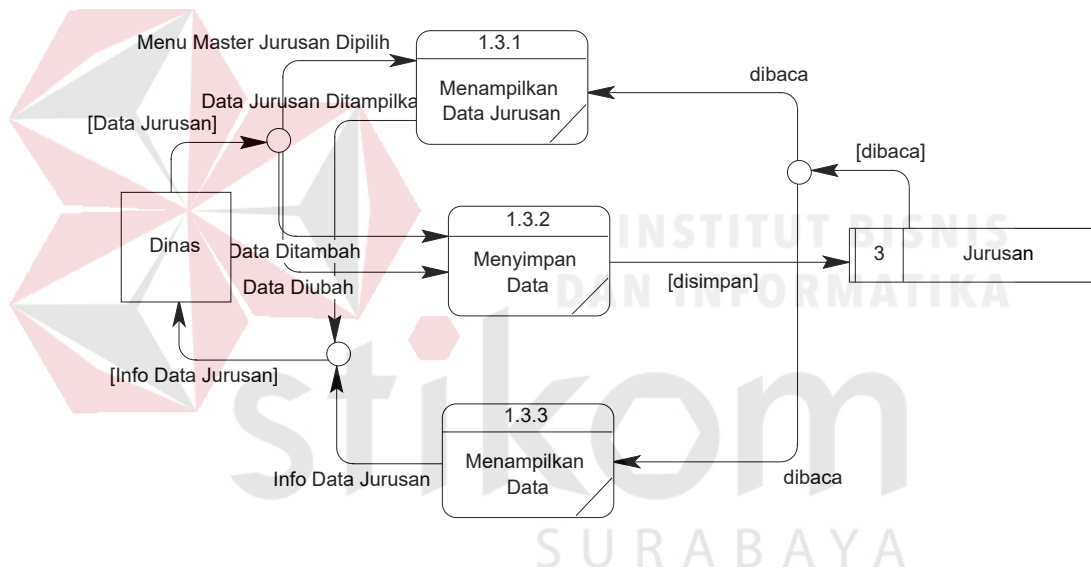 1.3.1
Menu Master Jurusan Dipilih
Menampilkan
Data Jurusan
dibaca
Data Jurusan Ditampilka
[Data Jurusan]
[dibaca]
1.3.2
INSTITUT BISNIS
Dinas
Data Ditambah
Menyimpan
Data
3
Jurusan
[disimpan]
Data Diubah
DAN INFORMATIKA
[Info Data Jurusan]
stikom
1.3.3
Menampilkan
Data
Info Data Jurusan
dibaca
SURABAYA